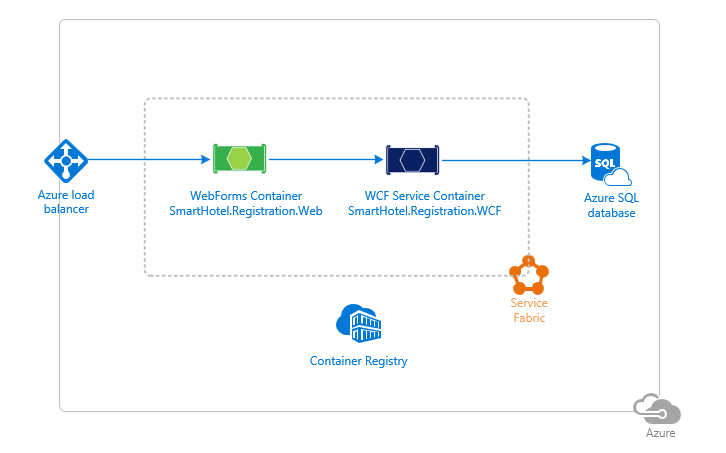 Azure load
balancer
WebForms Container
SmartHotel.Registration.Web
WCF Service Container
SmartHotel.Registration.WCF
SQL
Azure SQL
database
Service
Fabric
Container Registry
Azure